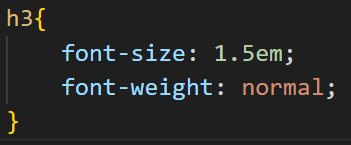 h3{
    font-size: 1.5em;
    font-weight: normal;
}